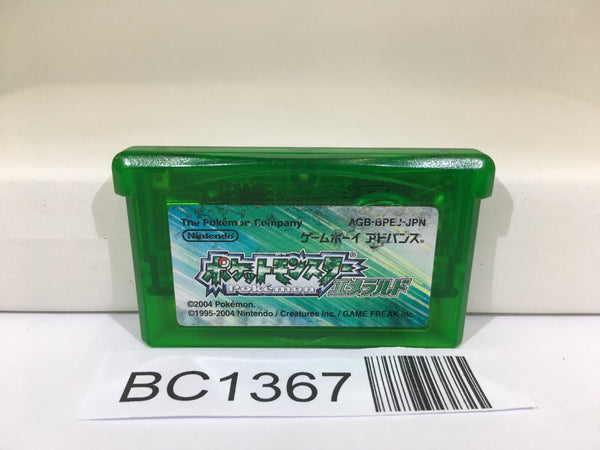 The Pokémon Company
AGB-BPEJ-JPN
Nintendo
ゲームボーイ アドバンス®
ポケットモンスター
Pokémon
エメラルド
©2004 Pokémon.
©1995-2004 Nintendo / Creatures Inc. / GAME FREAK inc.
BC1367